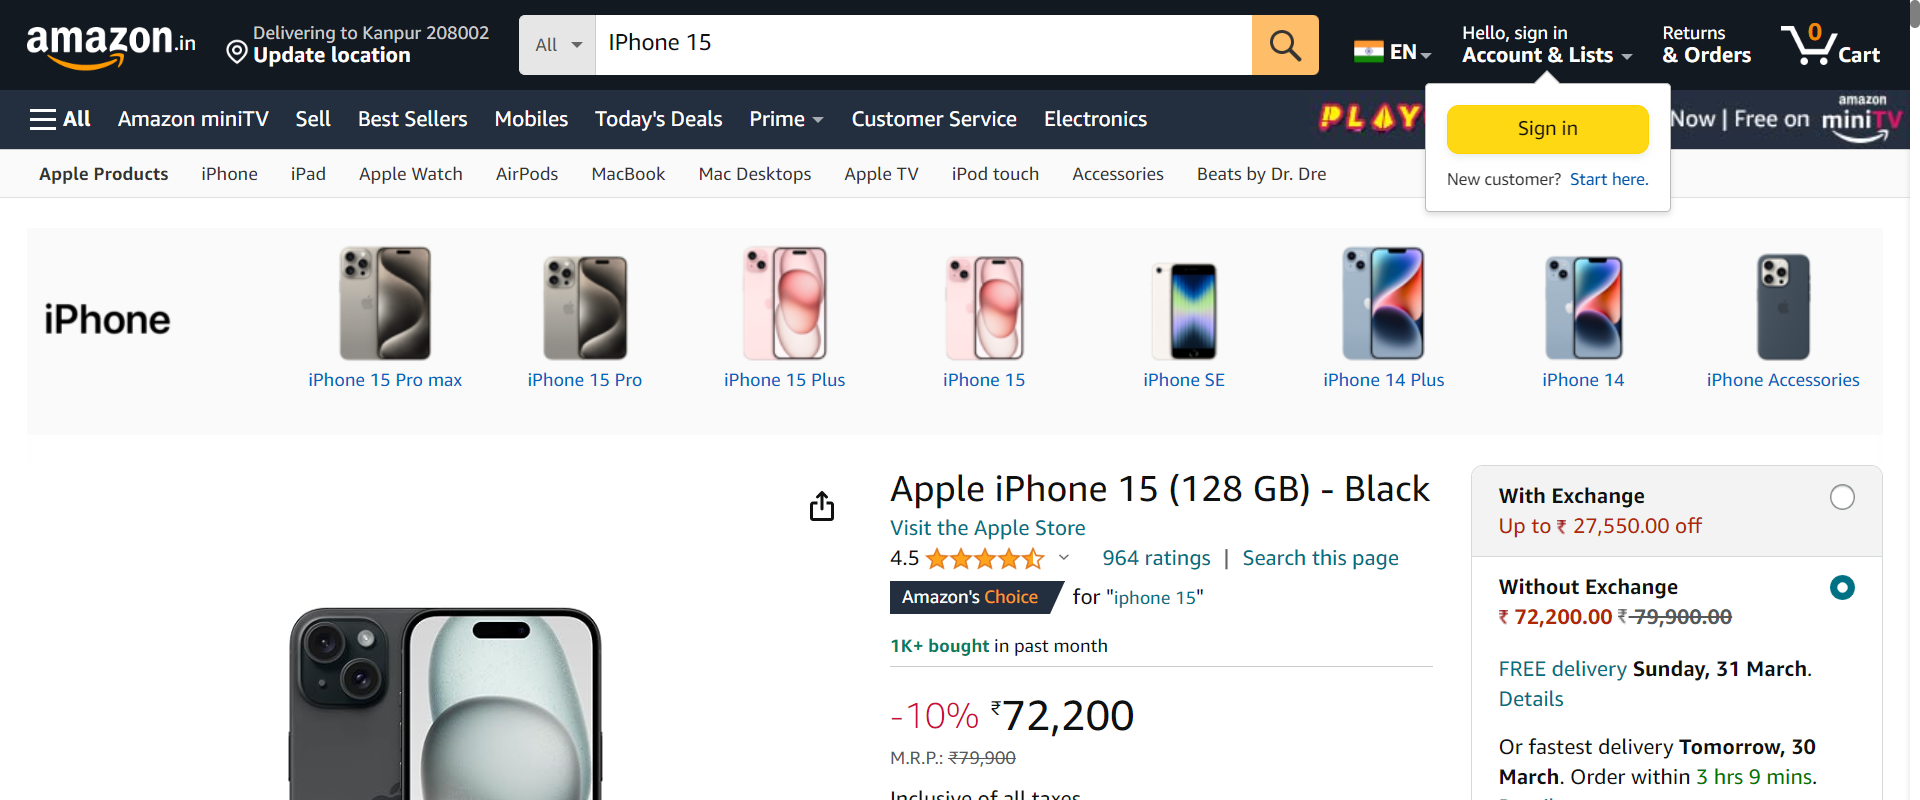 amazon.in
Delivering to Kanpur 208002
Update location
All
IPhone 15
EN
Hello, sign in
Account & Lists
Returns
& Orders
0
Cart
All
Amazon miniTV
Sell
Best Sellers
Mobiles
Today's Deals
Prime
Customer Service
Electronics
PLAY
Now | Free on
amazon
miniTV
Sign in
New customer? Start here.
Apple Products
iPhone
iPad
Apple Watch
AirPods
MacBook
Mac Desktops
Apple TV
iPod touch
Accessories
Beats by Dr. Dre
iPhone
iPhone 15 Pro max
iPhone 15 Pro
iPhone 15 Plus
iPhone 15
iPhone SE
iPhone 14 Plus
iPhone 14
iPhone Accessories
Apple iPhone 15 (128 GB) - Black
Visit the Apple Store
4.5
964 ratings | Search this page
Amazon's Choice for "iphone 15"
1K+ bought in past month
-10% ₹72,200
M.R.P.: ₹79,900
Inclusive of all taxes
With Exchange
Up to ₹ 27,550.00 off
Without Exchange
₹ 72,200.00 ₹ 79,900.00
FREE delivery Sunday, 31 March.
Details
Or fastest delivery Tomorrow, 30
March. Order within 3 hrs 9 mins.